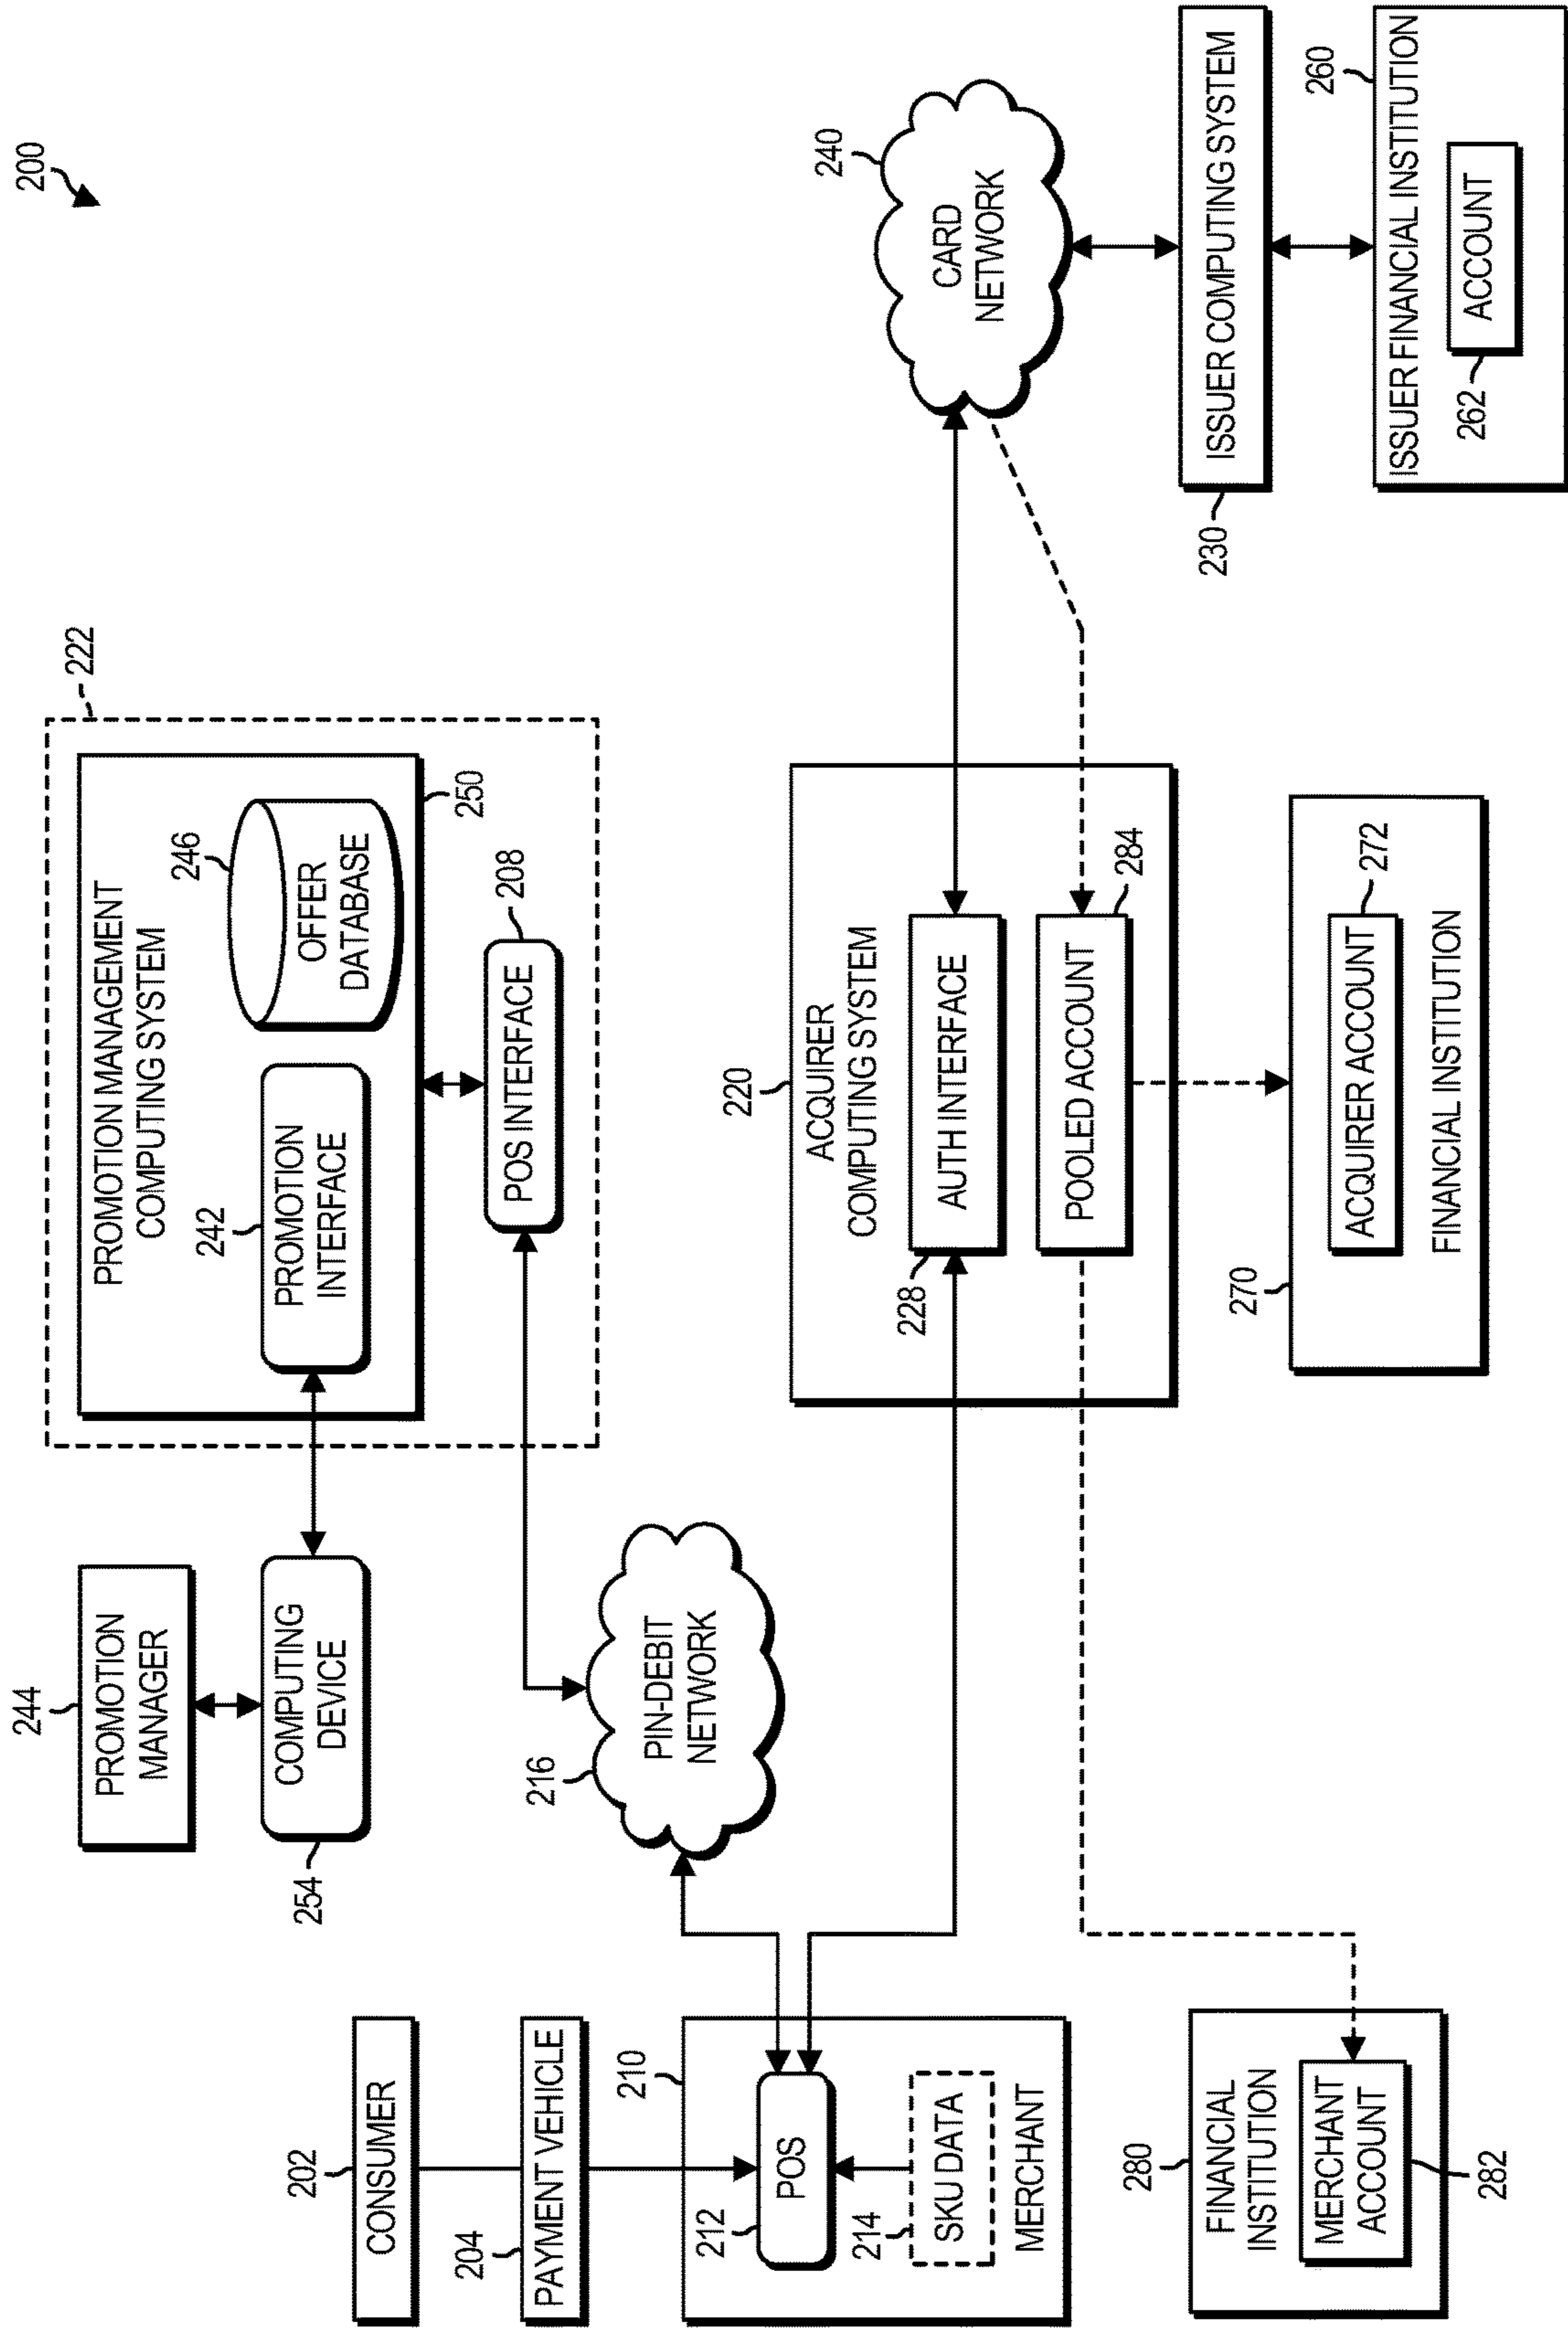 200
244
PROMOTION
MANAGER
COMPUTING
DEVICE
254
222
PROMOTION MANAGEMENT
COMPUTING SYSTEM
242
PROMOTION
INTERFACE
246
OFFER
DATABASE
250
POS INTERFACE
208
202
CONSUMER
204
PAYMENT VEHICLE
210
212
POS
214
SKU DATA
MERCHANT
216
PIN-DEBIT
NETWORK
220
ACQUIRER
COMPUTING SYSTEM
AUTH INTERFACE
228
POOLED ACCOUNT
284
240
CARD
NETWORK
ISSUER COMPUTING SYSTEM
230
ISSUER FINANCIAL INSTITUTION
260
ACCOUNT
262
270
ACQUIRER ACCOUNT
272
FINANCIAL INSTITUTION
280
FINANCIAL
INSTITUTION
MERCHANT
ACCOUNT
282